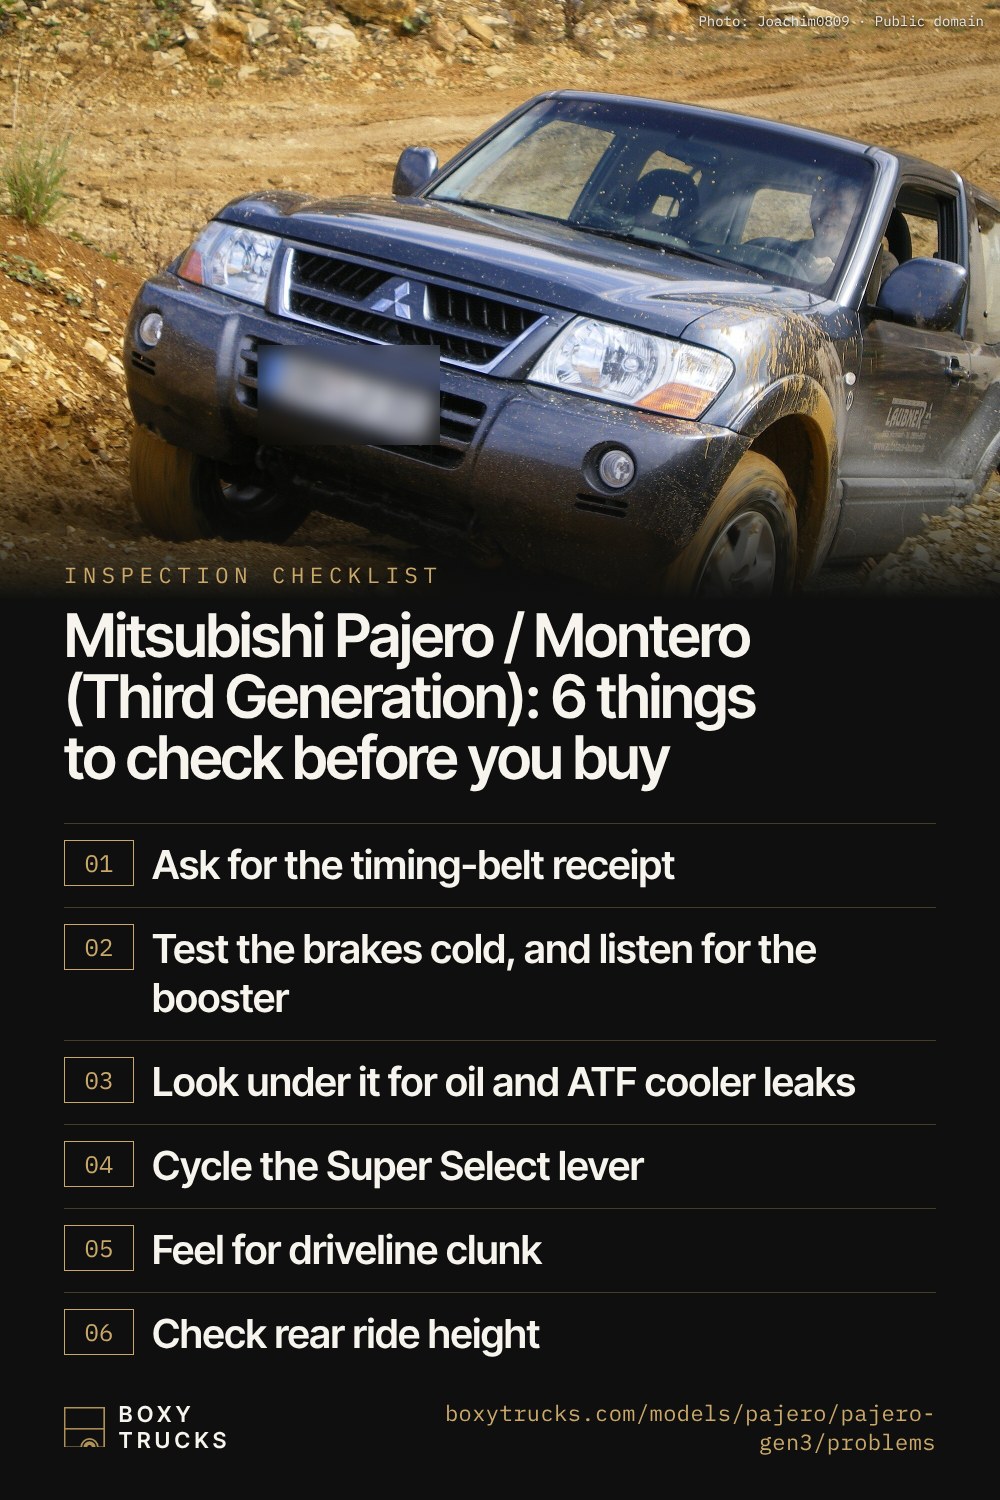 Photo: Joachim0809 · Public domain
LAUBNER
INSPECTION CHECKLIST
Mitsubishi Pajero / Montero
(Third Generation): 6 things
to check before you buy
01 Ask for the timing-belt receipt
02 Test the brakes cold, and listen for the
booster
03 Look under it for oil and ATF cooler leaks
04 Cycle the Super Select lever
05 Feel for driveline clunk
06 Check rear ride height
BOXY
TRUCKS
boxytrucks.com/models/pajero/pajero-
gen3/problems